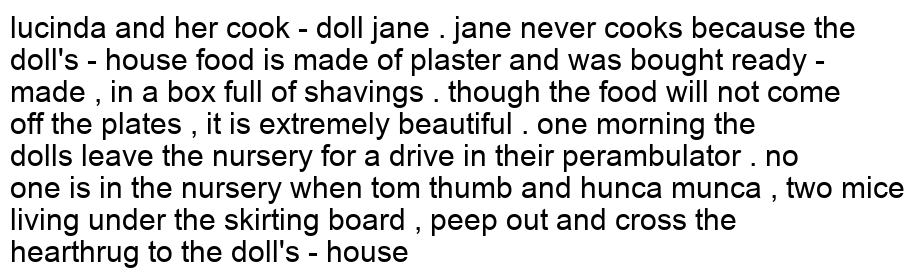 lucinda and her cook - doll jane . jane never cooks because the
doll's - house food is made of plaster and was bought ready -
made , in a box full of shavings . though the food will not come
off the plates , it is extremely beautiful . one morning the
dolls leave the nursery for a drive in their perambulator . no
one is in the nursery when tom thumb and hunca munca , two mice
living under the skirting board , peep out and cross the
hearthrug to the doll's - house